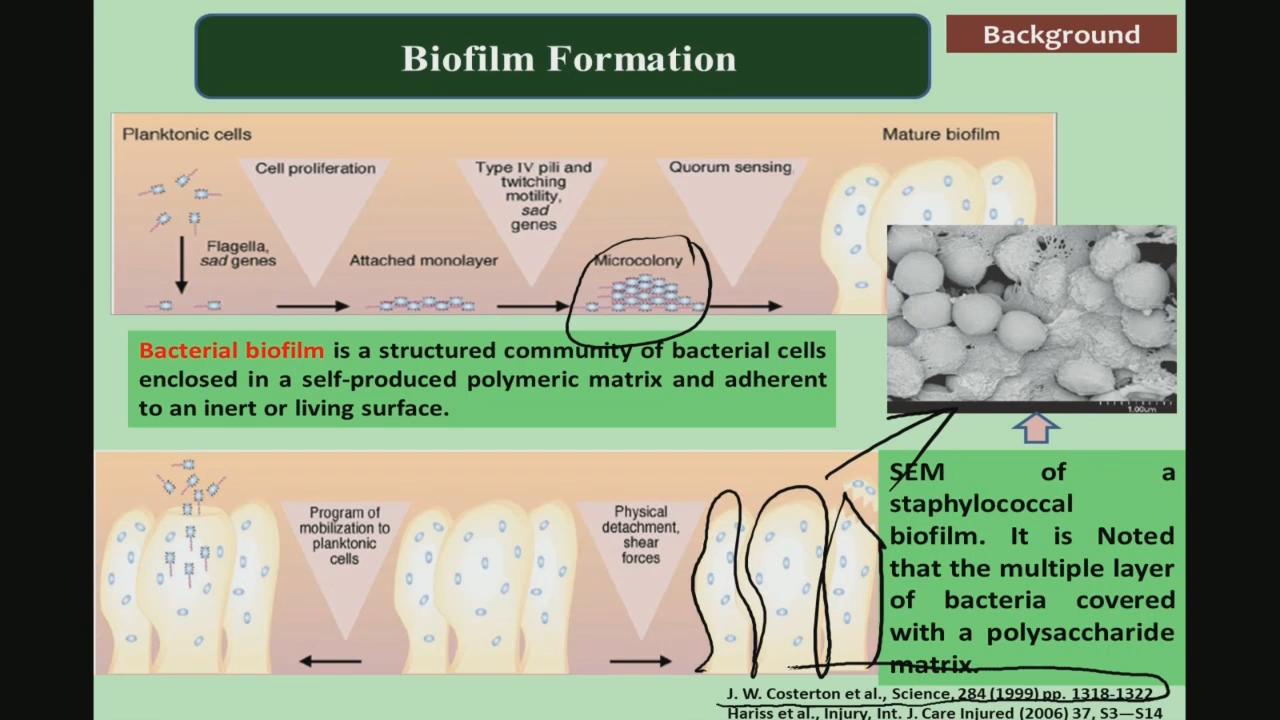 Background
Biofilm Formation
Planktonic cells
Mature biofilm
Cell proliferation
Type IV pili and
twitching
motility,
sad
genes
Quorum sensing
Flagella,
sad genes
Attached monolayer
Microcolony
Bacterial biofilm is a structured community of bacterial cells
enclosed in a self-produced polymeric matrix and adherent
to an inert or living surface.
1.00um
Program of
mobilization to
planktonic
cells
Physical
detachment,
shear
forces
SEM of a
staphylococcal
biofilm. It is Noted
that the multiple layer
of bacteria covered
with a polysaccharide
matrix.
J. W. Costerton et al., Science, 284 (1999) pp. 1318-1322
Hariss et al., Injury, Int. J. Care Injured (2006) 37, S3—S14